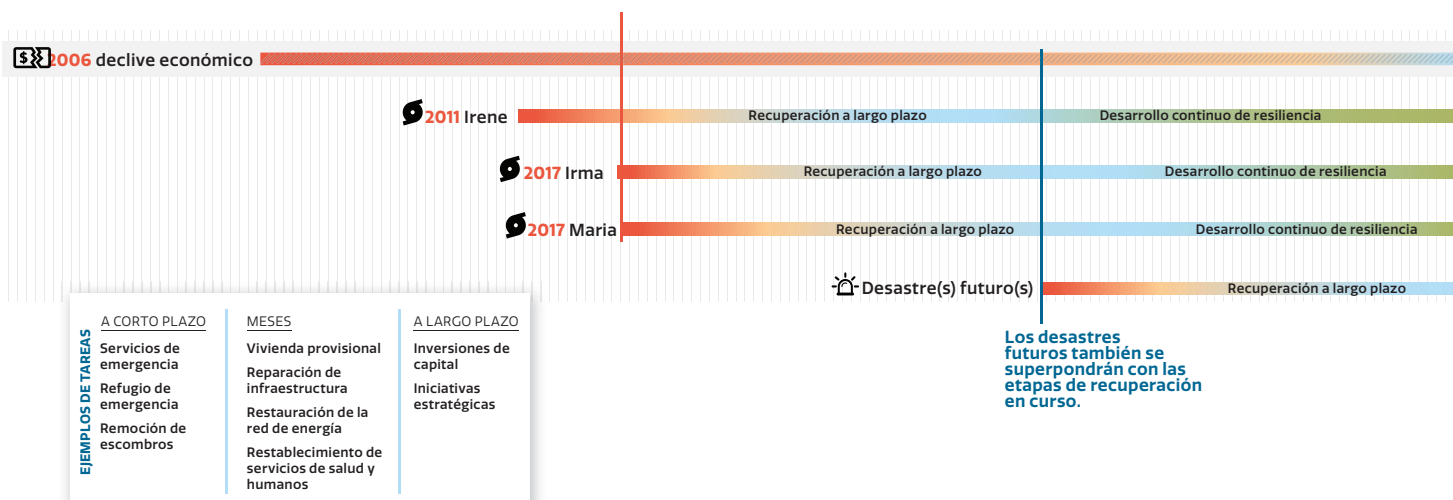 2006 declive económico
2011 Irene
Recuperación a largo plazo
Desarrollo continuo de resiliencia
2017 Irma
Recuperación a largo plazo
Desarrollo continuo de resiliencia
2017 Maria
Recuperación a largo plazo
Desarrollo continuo de resiliencia
Desastre(s) futuro(s)
Recuperación a largo plazo
Los desastres
futuros también se
superpondrán con las
etapas de recuperación
en curso.
EJEMPLOS DE TAREAS
A CORTO PLAZO
Servicios de
emergencia
Refugio de
emergencia
Remoción de
escombros
MESES
Vivienda provisional
Reparación de
infraestructura
Restauración de la
red de energía
Restablecimiento de
servicios de salud y
humanos
A LARGO PLAZO
Inversiones de
capital
Iniciativas
estratégicas